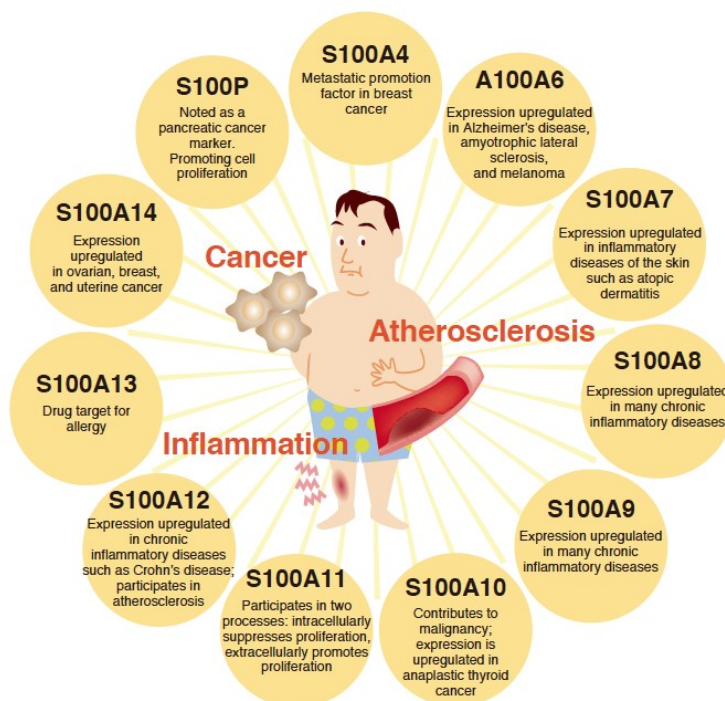 S100A4
Metastatic promotion
factor in breast
cancer
A100A6
Expression upregulated
in Alzheimer's disease,
amyotrophic lateral
sclerosis,
and melanoma
S100A7
Expression upregulated
in inflammatory
diseases of the skin
such as atopic
dermatitis
S100A8
Expression upregulated
in many chronic
inflammatory diseases
S100A9
Expression upregulated
in many chronic
inflammatory diseases
S100A10
Contributes to
malignancy;
expression is
upregulated in
anaplastic thyroid
cancer
S100A11
Participates in two
processes: intracellularly
suppresses proliferation,
extracellularly promotes
proliferation
S100A12
Expression upregulated
in chronic
inflammatory diseases
such as Crohn's disease;
participates in
atherosclerosis
S100A13
Drug target for
allergy
S100A14
Expression
upregulated
in ovarian, breast,
and uterine cancer
S100P
Noted as a
pancreatic cancer
marker.
Promoting cell
proliferation
Cancer
Atherosclerosis
Inflammation